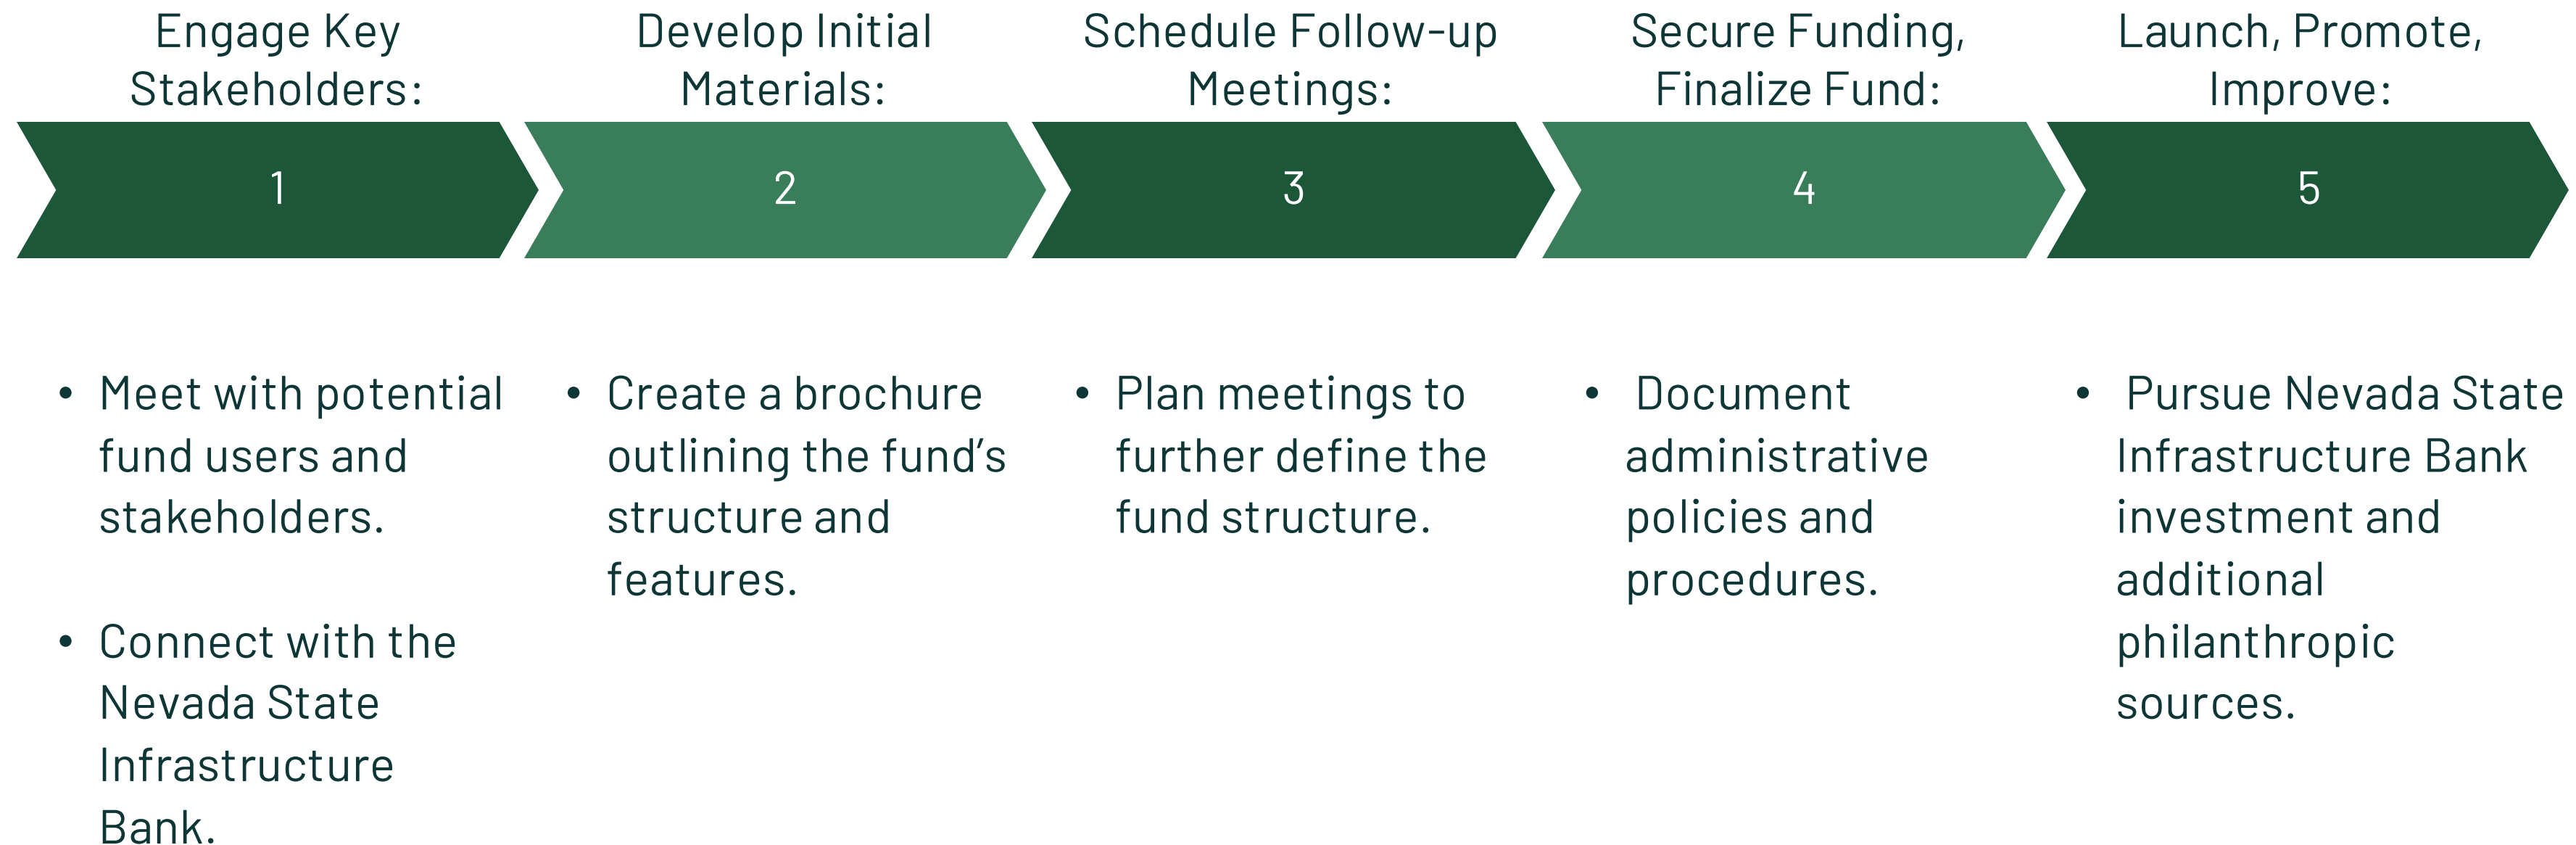 Engage Key
Stakeholders:
Develop Initial
Materials:
Schedule Follow-up
Meetings:
Secure Funding,
Finalize Fund:
Launch, Promote,
Improve:
1
2
3
4
5
• Meet with potential
fund users and
stakeholders.
• Connect with the
Nevada State
Infrastructure
Bank.
• Create a brochure
outlining the fund’s
structure and
features.
• Plan meetings to
further define the
fund structure.
• Document
administrative
policies and
procedures.
• Pursue Nevada State
Infrastructure Bank
investment and
additional
philanthropic
sources.